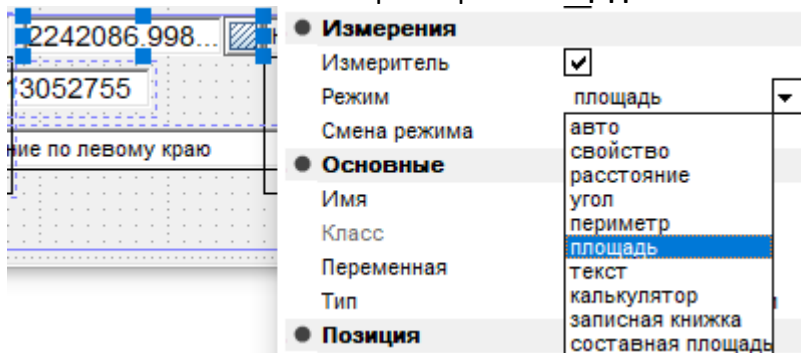 2242086.998...
3052755
ние по левому краю
Измерения
Измеритель
Режим площадь
Смена режима
авто
свойство
расстояние
угол
периметр
площадь
текст
калькулятор
записная книжка
составная площадь
Основные
Имя
Класс
Переменная
Тип
Позиция